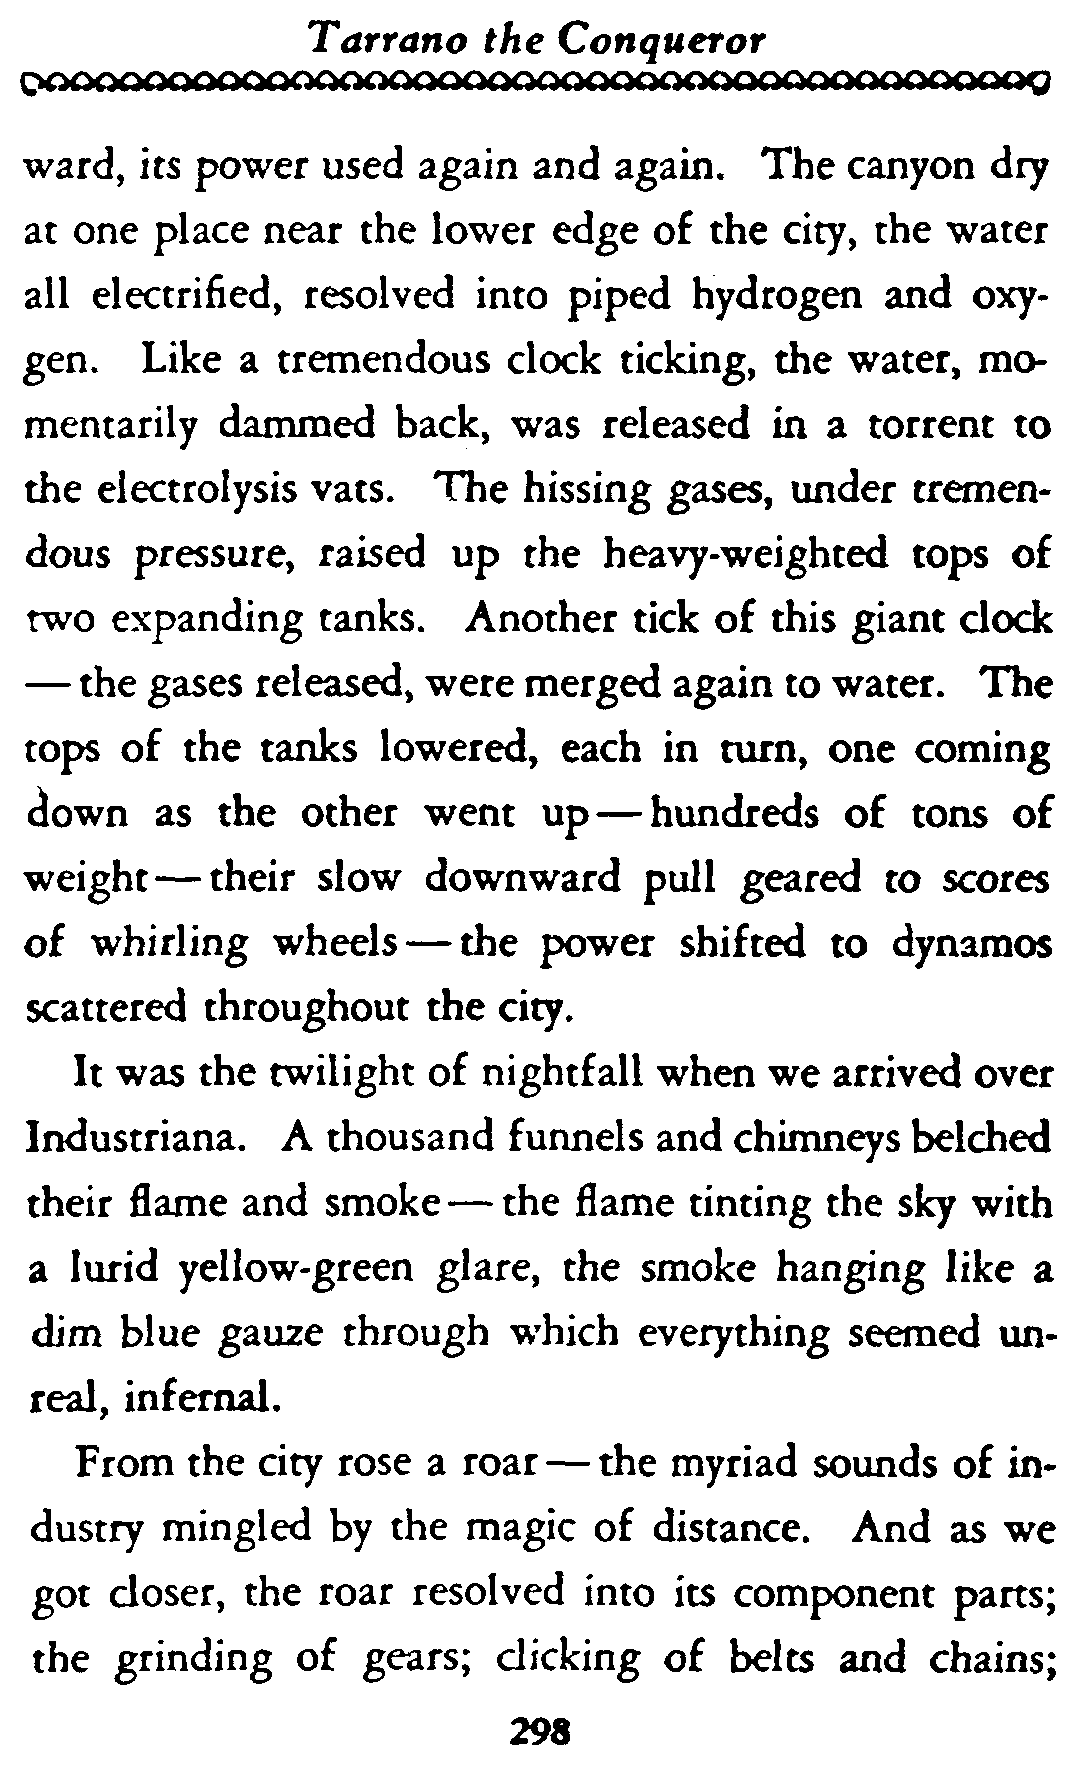 Tarrano the Conqueror
ward, its power used again and again. The canyon dry
at one place near the lower edge of the city, the water
all electrified, resolved into piped hydrogen and oxy-
gen. Like a tremendous clock ticking, the water, mo-
mentarily dammed back, was released in a torrent to
the electrolysis vats. The hissing gases, under tremen-
dous pressure, raised up the heavy-weighted tops of
two expanding tanks. Another tick of this giant clock
— the gases released, were merged again to water. The
tops of the tanks lowered, each in turn, one coming
down as the other went up — hundreds of tons of
weight — their slow downward pull geared to scores
of whirling wheels — the power shifted to dynamos
scattered throughout the city.
It was the twilight of nightfall when we arrived over
Industriana. A thousand funnels and chimneys belched
their flame and smoke — the flame tinting the sky with
a lurid yellow-green glare, the smoke hanging like a
dim blue gauze through which everything seemed un-
real, infernal.
From the city rose a roar — the myriad sounds of in-
dustry mingled by the magic of distance. And as we
got closer, the roar resolved into its component parts;
the grinding of gears; clicking of belts and chains;
298